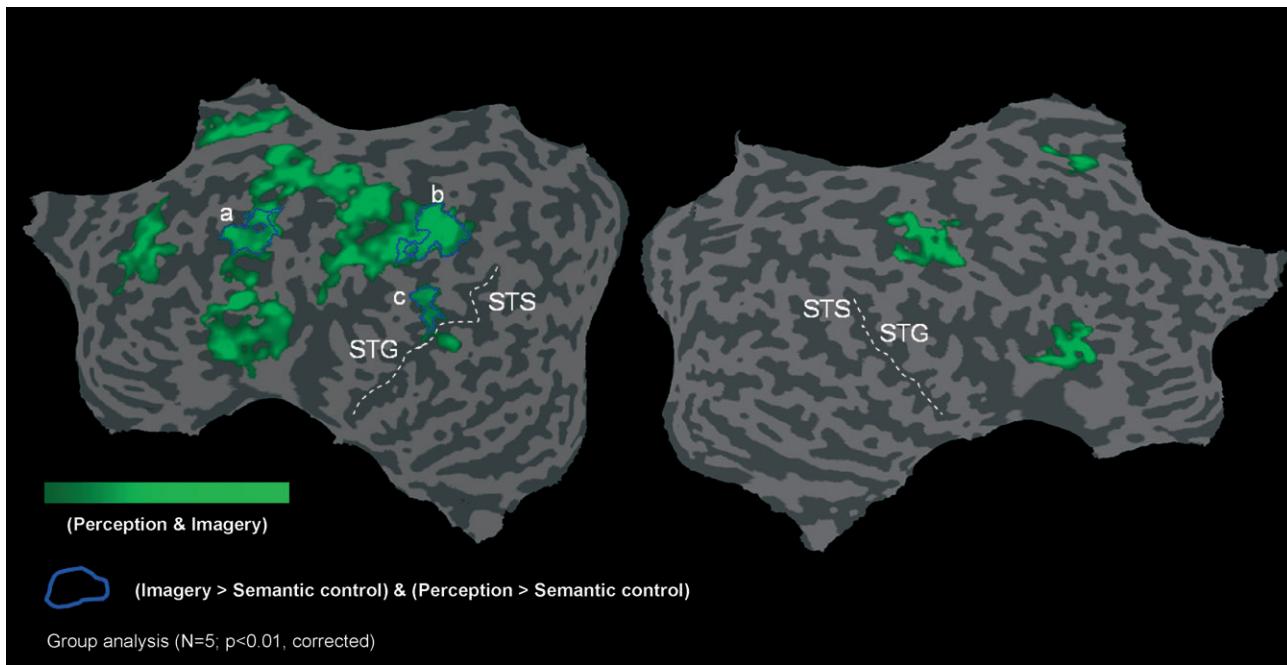 a
b
c
STS
STG
STS
STG
(Perception & Imagery)
(Imagery > Semantic control) & (Perception > Semantic control)
Group analysis (N=5; p<0.01, corrected)